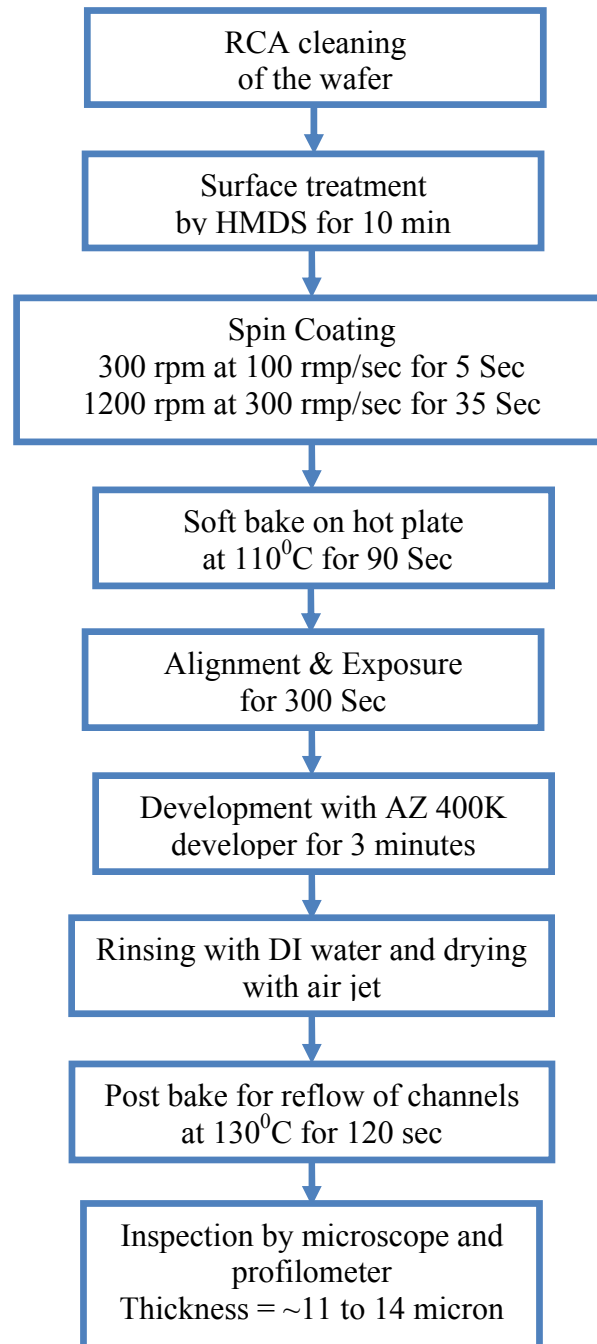 RCA cleaning
of the wafer
Surface treatment
by HMDS for 10 min
Spin Coating
300 rpm at 100 rmp/sec for 5 Sec
1200 rpm at 300 rmp/sec for 35 Sec
Soft bake on hot plate
at 110⁰C for 90 Sec
Alignment & Exposure
for 300 Sec
Development with AZ 400K
developer for 3 minutes
Rinsing with DI water and drying
with air jet
Post bake for reflow of channels
at 130⁰C for 120 sec
Inspection by microscope and
profilometer
Thickness = ~11 to 14 micron